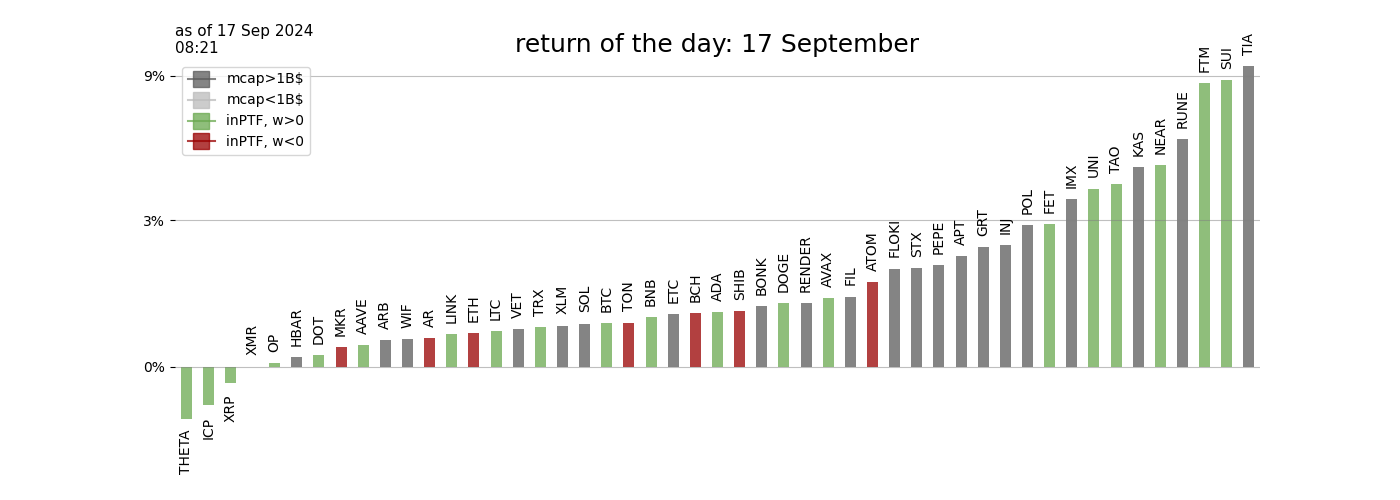 as of 17 Sep 2024
08:21
return of the day: 17 September
mcap>1B$
mcap<1B$
inPTF, w>0
inPTF, w<0
9%
3%
0%
THETA
ICP
XRP
XMR
OP
HBAR
DOT
MKR
AAVE
ARB
WIF
AR
LINK
ETH
LTC
VET
TRX
XLM
SOL
BTC
TON
BNB
ETC
BCH
ADA
SHIB
BONK
DOGE
RENDER
AVAX
FIL
ATOM
FLOKI
STX
PEPE
APT
GRT
INJ
POL
FET
IMX
UNI
TAO
KAS
NEAR
RUNE
FTM
SUI
TIA